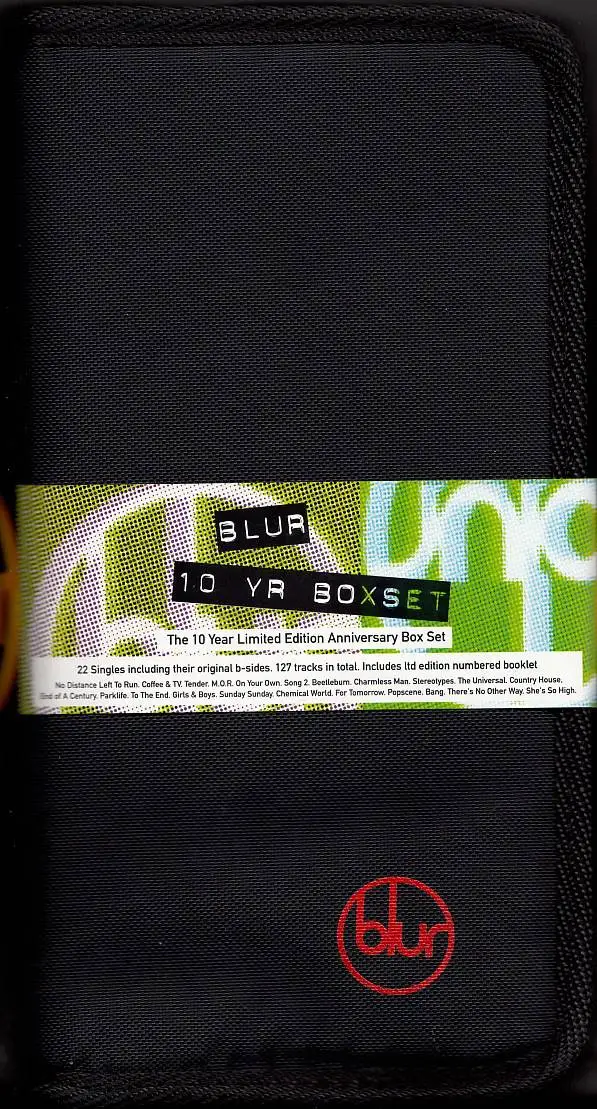 BLUR
10 YR BOXSET
The 10 Year Limited Edition Anniversary Box Set
22 Singles including their original b-sides. 127 tracks in total. Includes ltd edition numbered booklet
No Distance Left To Run. Coffee & TV. Tender. M.O.R. On Your Own. Song 2. Beetlebum. Charmless Man. Stereotypes. The Universal. Country House.
End of A Century. Parklife. To The End. Girls & Boys. Sunday Sunday. Chemical World. For Tomorrow. Popscene. Bang. There's No Other Way. She's So High.
blur